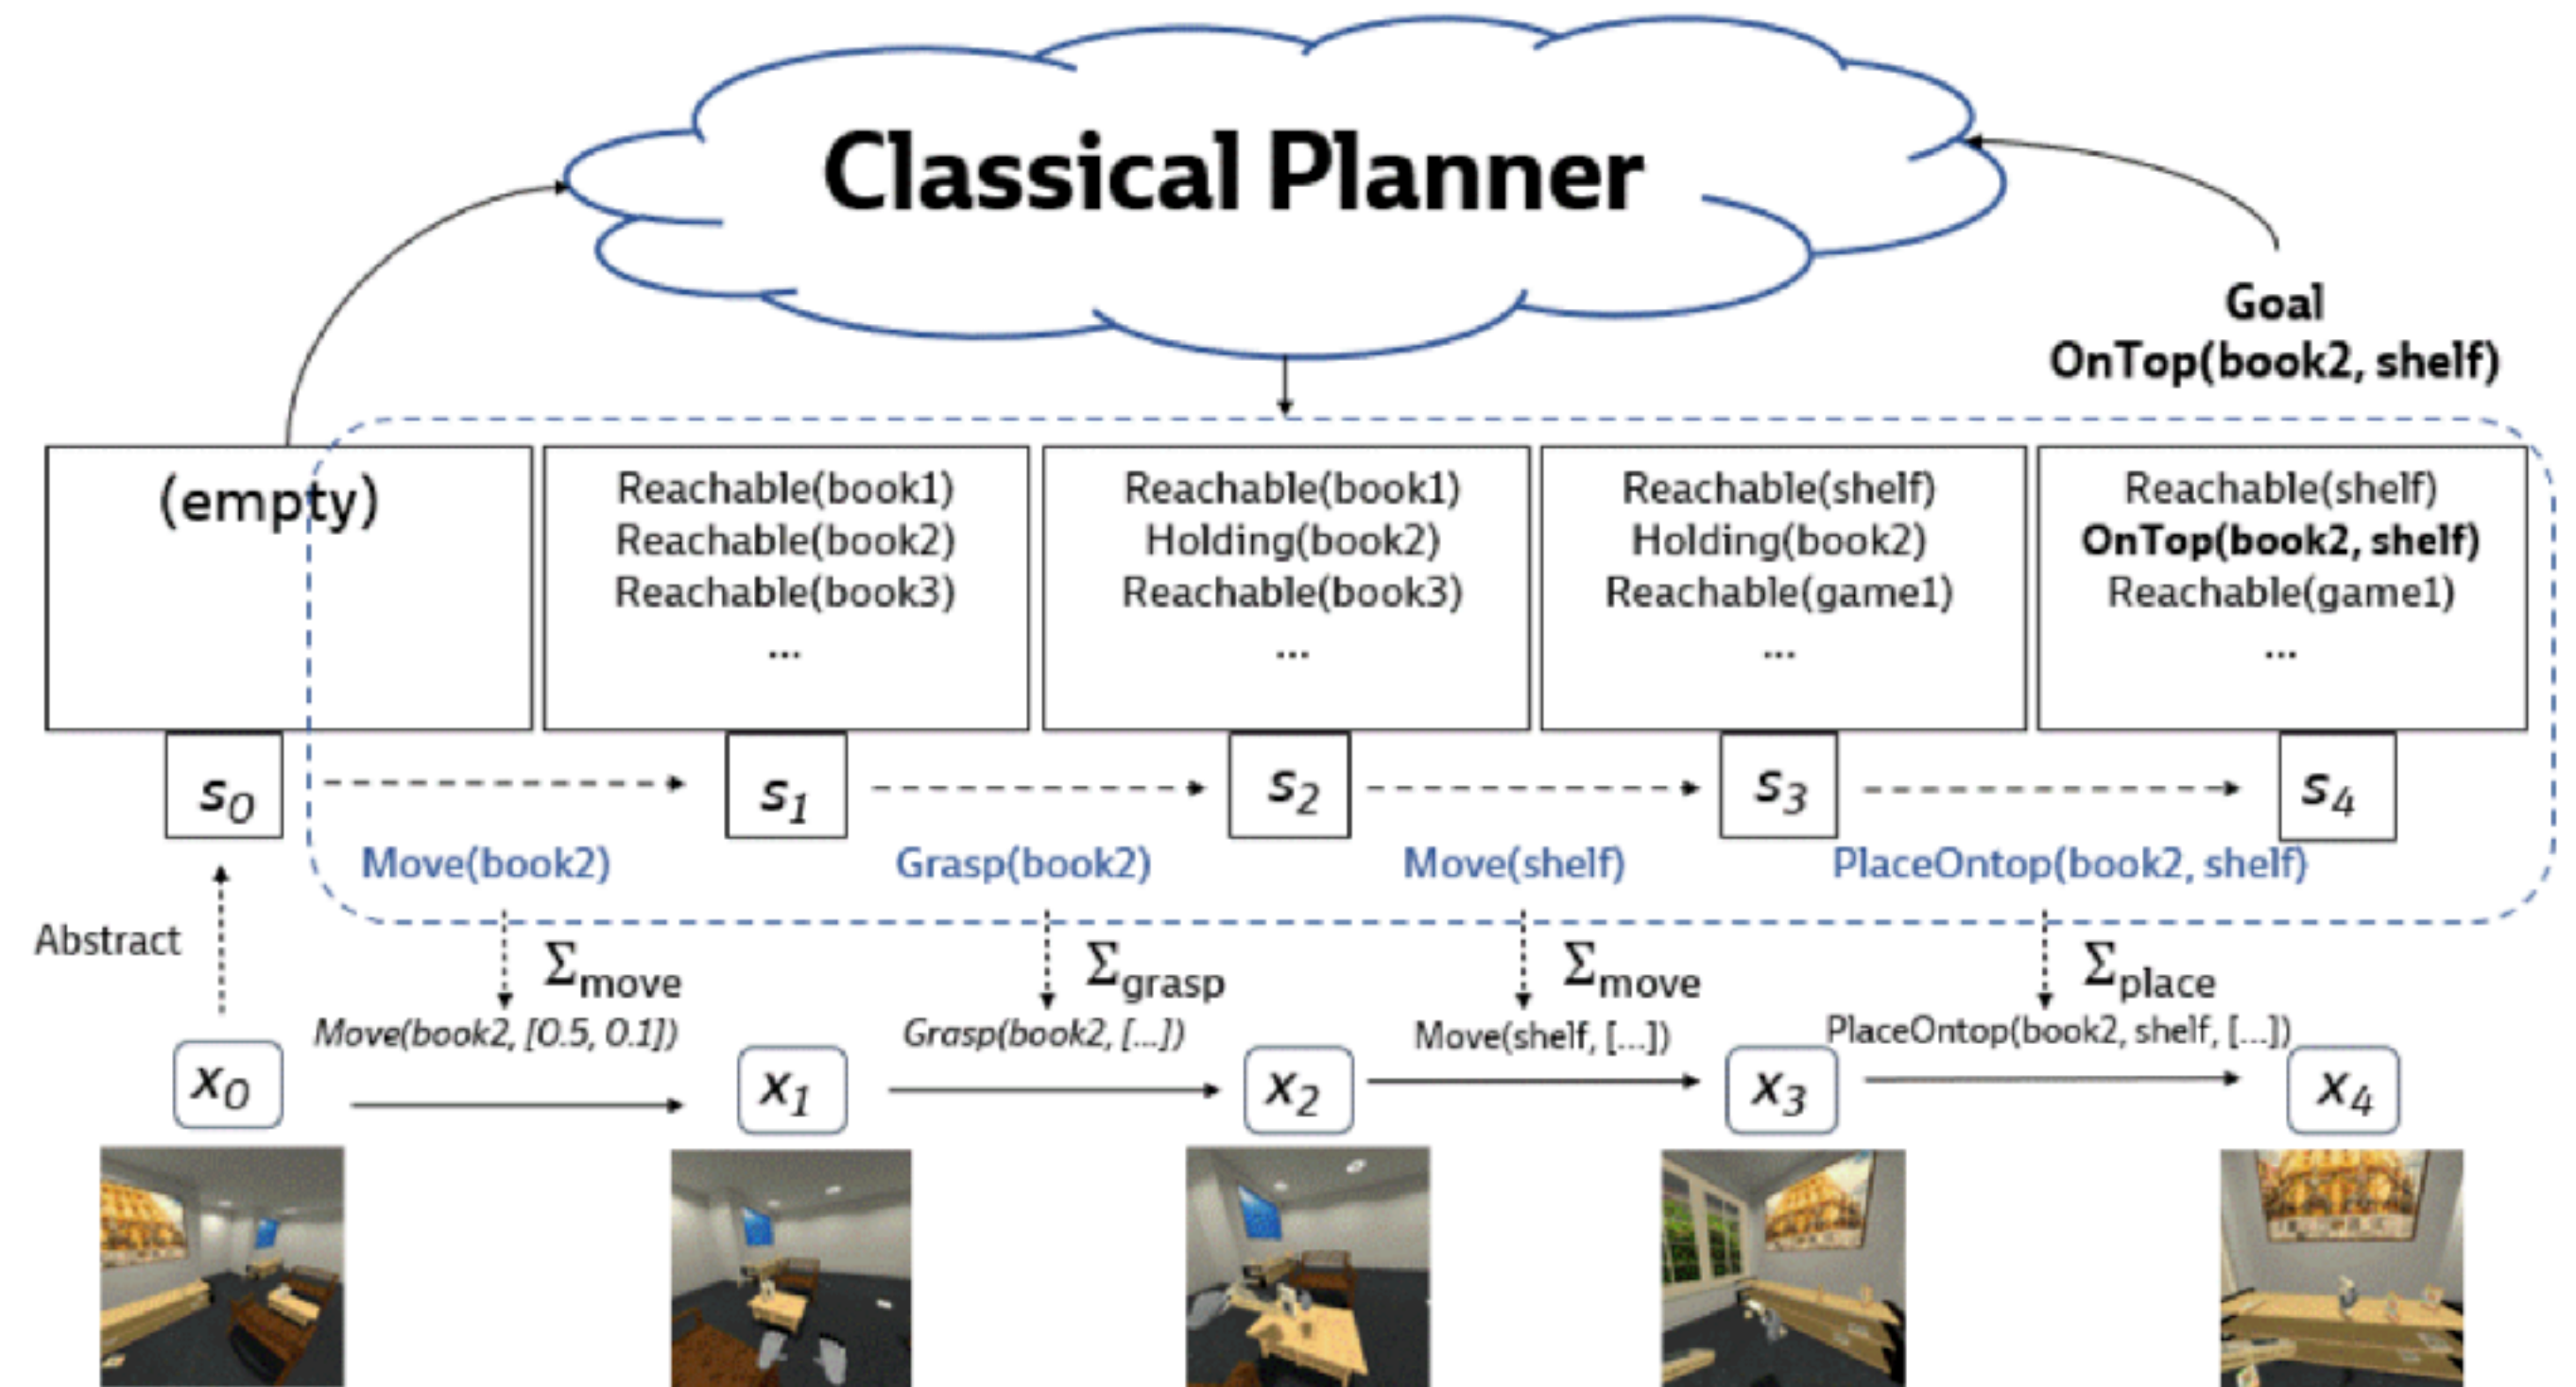 Classical Planner
Goal
OnTop(book2, shelf)
(empty)
Reachable(book1)
Reachable(book2)
Reachable(book3)
...
Reachable(book1)
Holding(book2)
Reachable(book3)
...
Reachable(shelf)
Holding(book2)
Reachable(game1)
...
Reachable(shelf)
OnTop(book2, shelf)
Reachable(game1)
...
s0
s1
s2
s3
s4
Move(book2)
Grasp(book2)
Move(shelf)
PlaceOntop(book2, shelf)
Abstract
Σmove
Σgrasp
Σmove
Σplace
Move(book2, [0.5, 0.1])
Grasp(book2, [...])
Move(shelf, [...])
PlaceOntop(book2, shelf, [...])
x0
x1
x2
x3
x4